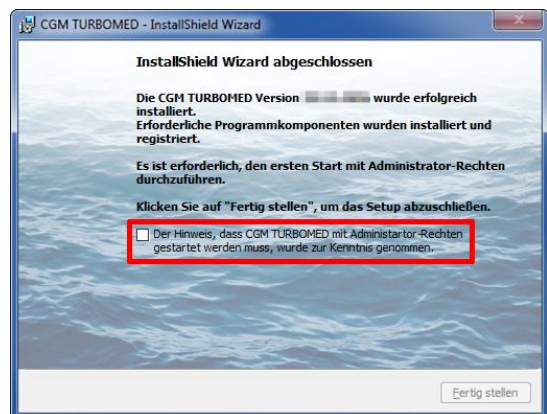 CGM TURBOMED - InstallShield Wizard
InstallShield Wizard abgeschlossen
Die CGM TURBOMED Version wurde erfolgreich
installiert.
Erforderliche Programmkomponenten wurden installiert und
registriert.
Es ist erforderlich, den ersten Start mit Administrator-Rechten
durchzuführen.
Klicken Sie auf "Fertig stellen", um das Setup abzuschließen.
Der Hinweis, dass CGM TURBOMED mit Administartor-Rechten
gestartet werden muss, wurde zur Kenntnis genommen.
Fertig stellen